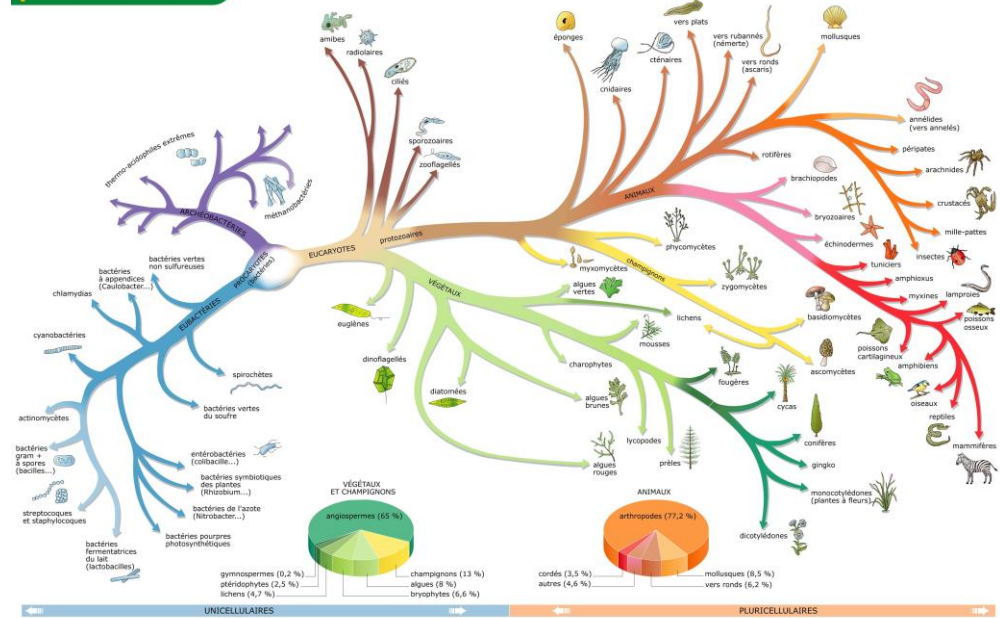 amibes
radiolaires
ciliés
sporozoaires
zooflagellés
éponges
cnidaires
cténaires
vers plats
vers rubannés
(némerte)
vers ronds
(ascaris)
mollusques
annélides
(vers annelés)
péripates
arachnides
crustacés
mille-pattes
insectes
rotifères
ANIMAUX
brachiopodes
bryozoaires
échinodermes
tuniciers
amphioxus
myxines
lamproies
poissons
osseux
poissons
cartilagineux
amphibiens
oiseaux
reptiles
mammifères
thermo-acidophiles extrêmes
méthanobactéries
ARCHÉOBACTÉRIES
PROCARYOTES
(bactéries)
EUCARYOTES
protozoaires
EUBACTÉRIES
bactéries vertes
non sulfureuses
bactéries
à appendices
(Caulobacter...)
chlamydias
cyanobactéries
spirochètes
bactéries vertes
du soufre
actinomycètes
bactéries
gram +
à spores
(bacilles...)
streptocoques
et staphylocoques
bactéries
fermentatrices
du lait
(lactobacilles)
entérobactéries
(colibacille...)
bactéries symbiotiques
des plantes
(Rhizobium...)
bactéries de l'azote
(Nitrobacter...)
bactéries pourpres
photosynthétiques
VÉGÉTAUX
euglènes
dinoflagellés
diatomées
algues
vertes
algues
brunes
algues
rouges
charophytes
mousses
lichens
lycopodes
prêles
fougères
cycas
conifères
gingko
monocotylédones
(plantes à fleurs)
dicotylédones
champignons
myxomycètes
phycomycètes
zygomycètes
basidiomycètes
ascomycètes
VÉGÉTAUX
ET CHAMPIGNONS
angiospermes (65 %)
gymnospermes (0,2 %)
ptéridophytes (2,5 %)
lichens (4,7 %)
champignons (13 %)
algues (8 %)
bryophytes (6,6 %)
ANIMAUX
arthropodes (77,2 %)
cordés (3,5 %)
autres (4,6 %)
mollusques (8,5 %)
vers ronds (6,2 %)
UNICELLULAIRES
PLURICELLULAIRES